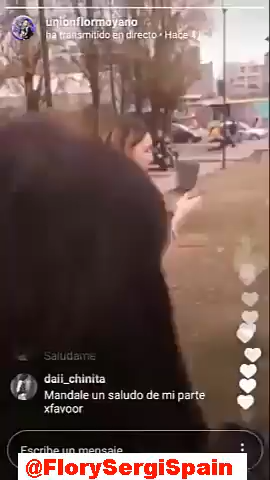 unionflormoyano
ha transmitido en directo • Hace 4
Saludame
daii_chinita
Mandale un saludo de mi parte
xfavoor
Escribe un mensaje
@FlorySergiSpain